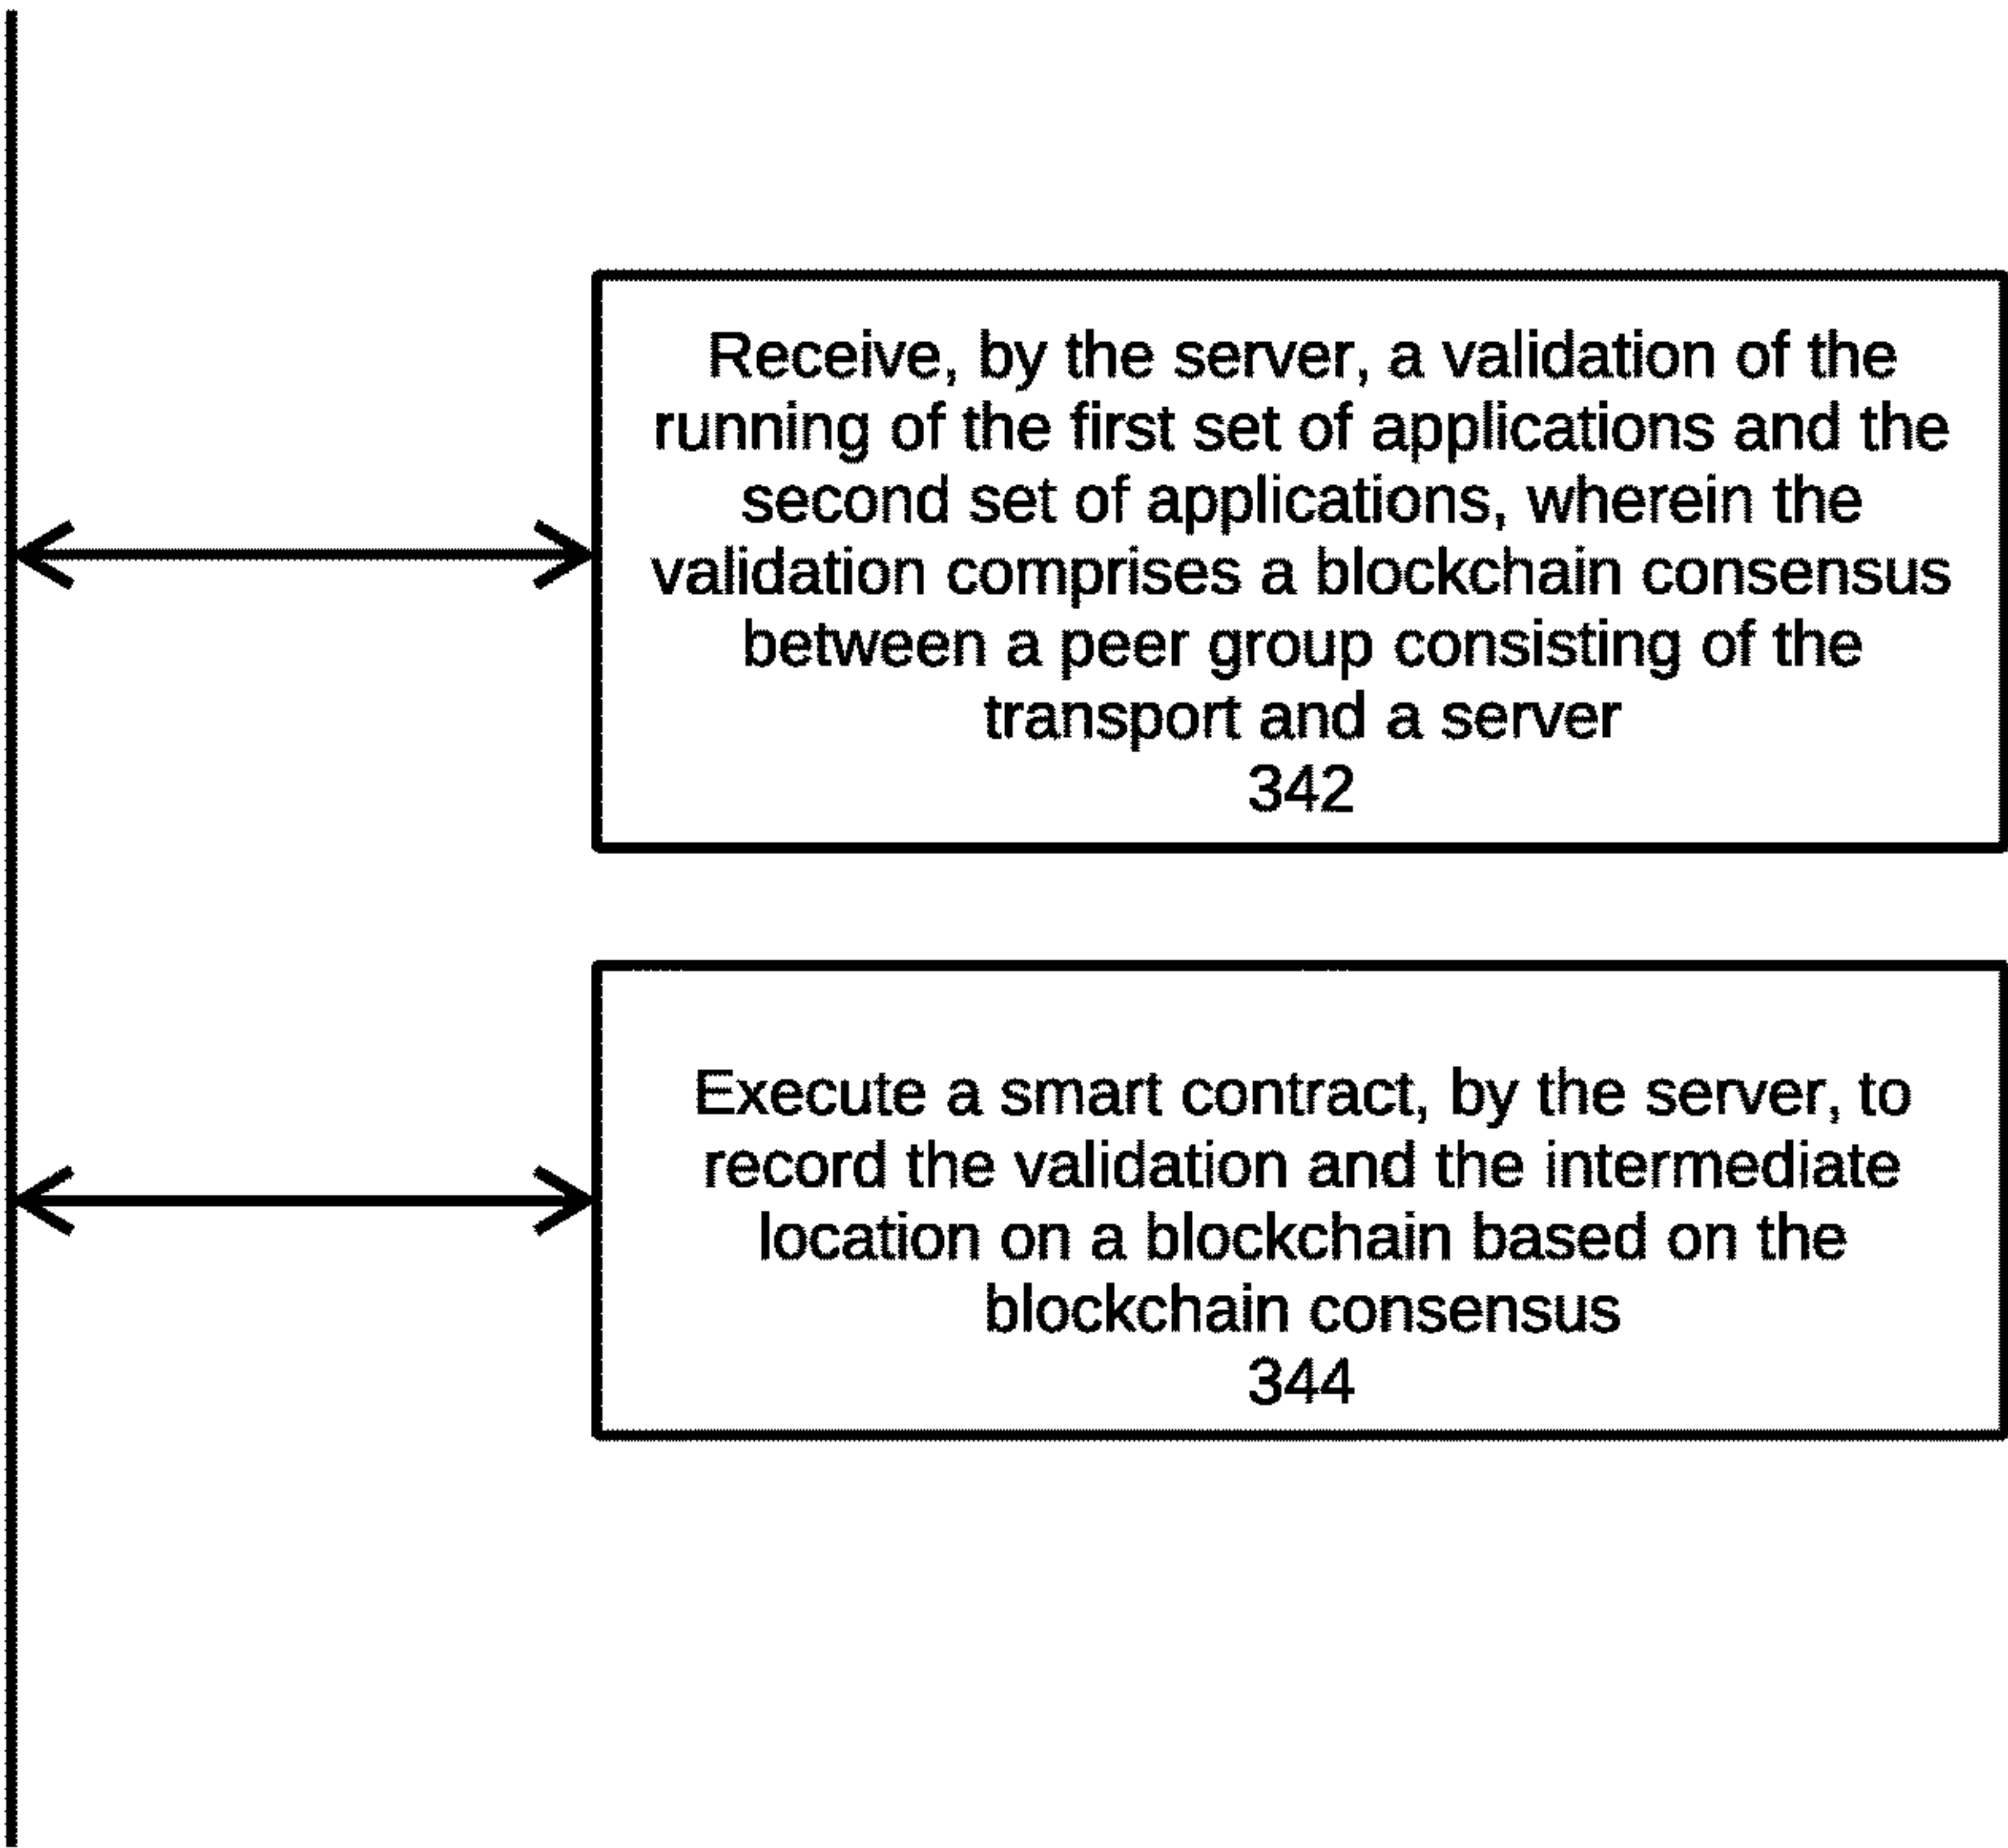 Receive, by the server, a validation of the
running of the first set of applications and the
second set of applications, wherein the
validation comprises a blockchain consensus
between a peer group consisting of the
transport and a server
342
Execute a smart contract, by the server, to
record the validation and the intermediate
location on a blockchain based on the
blockchain consensus
344